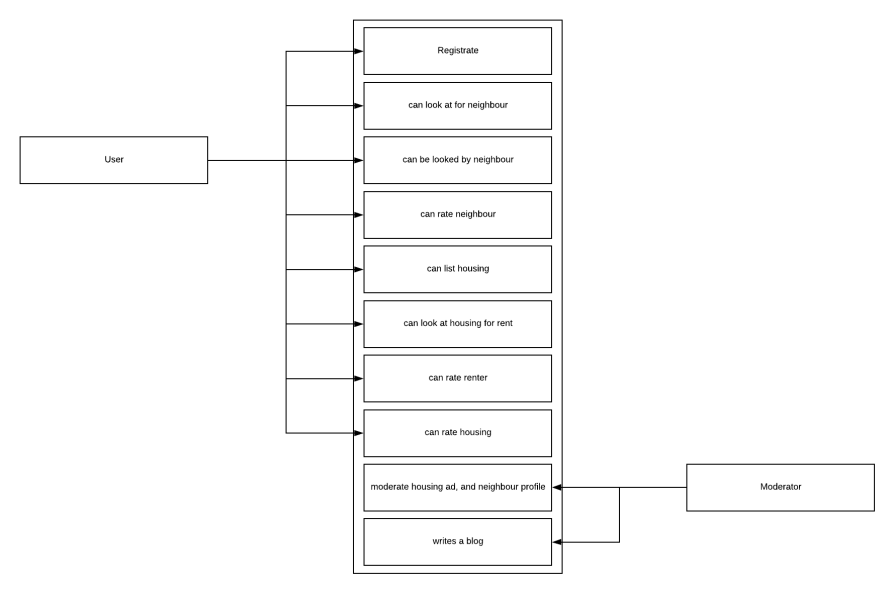 Registrate
can look at for neighbour
User
can be looked by neighbour
can rate neighbour
can list housing
can look at housing for rent
can rate renter
can rate housing
moderate housing ad, and neighbour profile
Moderator
writes a blog